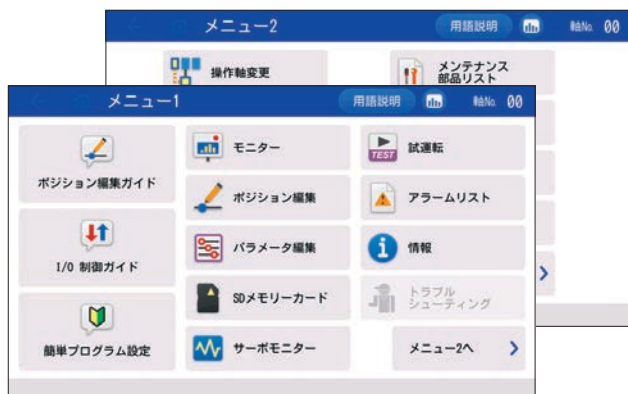 メニュー2
用語説明
軸No. 00
操作軸変更
メンテナンス
部品リスト
メニュー1
用語説明
軸No. 00
ポジション編集ガイド
モニター
TEST
試運転
ポジション編集
アラームリスト
I/O 制御ガイド
パラメータ編集
情報
SDメモリーカード
トラブル
シューティング
簡単プログラム設定
サーボモニター
メニュー2へ